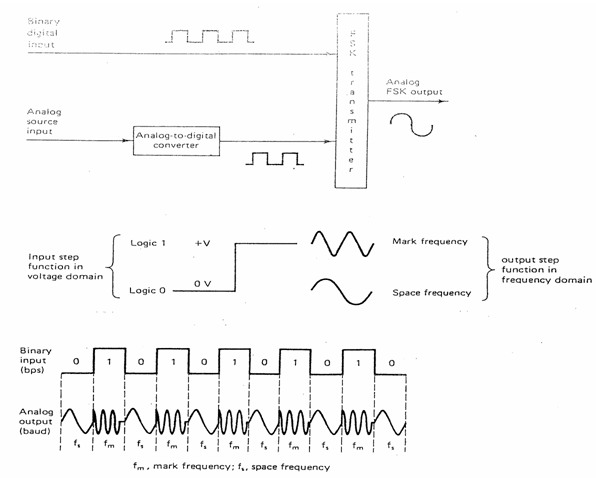 Binary
digital
input
FSK transmitter
Analog
FSK output
Analog
source
input
Analog-to-digital
converter
Logic 1 +V
Mark frequency
Input step
function in
voltage domain
output step
function in
frequency domain
0 V
Logic 0
Space frequency
Binary
input
(bps)
0 1 0 1 0 1 0 1 0 1 0
Analog
output
(baud)
fs fm fs fm fs fm fs fm fs fm fs
fm, mark frequency; fs, space frequency